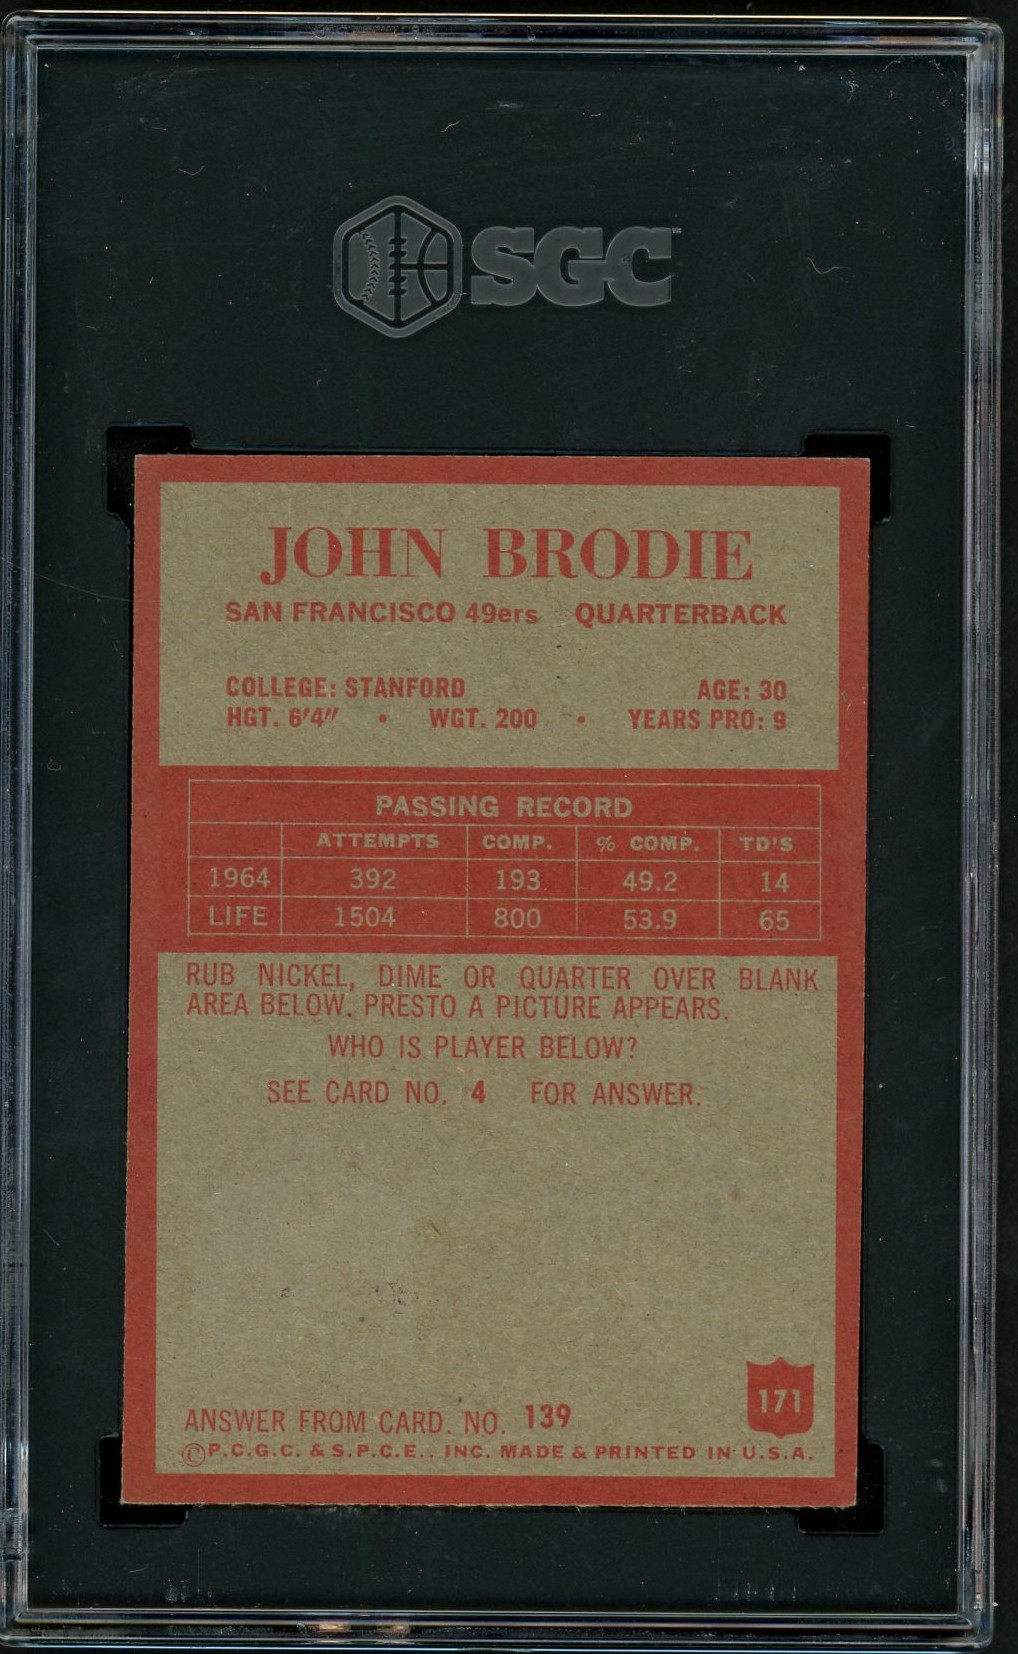 SGC
JOHN BRODIE
SAN FRANCISCO 49ers QUARTERBACK
COLLEGE: STANFORD AGE: 30
HGT. 6'4" • WGT. 200 • YEARS PRO: 9
PASSING RECORD
ATTEMPTS COMP. % COMP. TD'S
1964 392 193 49.2 14
LIFE 1504 800 53.9 65
RUB NICKEL, DIME OR QUARTER OVER BLANK
AREA BELOW. PRESTO A PICTURE APPEARS.
WHO IS PLAYER BELOW?
SEE CARD NO. 4 FOR ANSWER.
171
ANSWER FROM CARD. NO. 139
©P.C.G.C. & S.P.C.E., INC. MADE & PRINTED IN U.S.A.